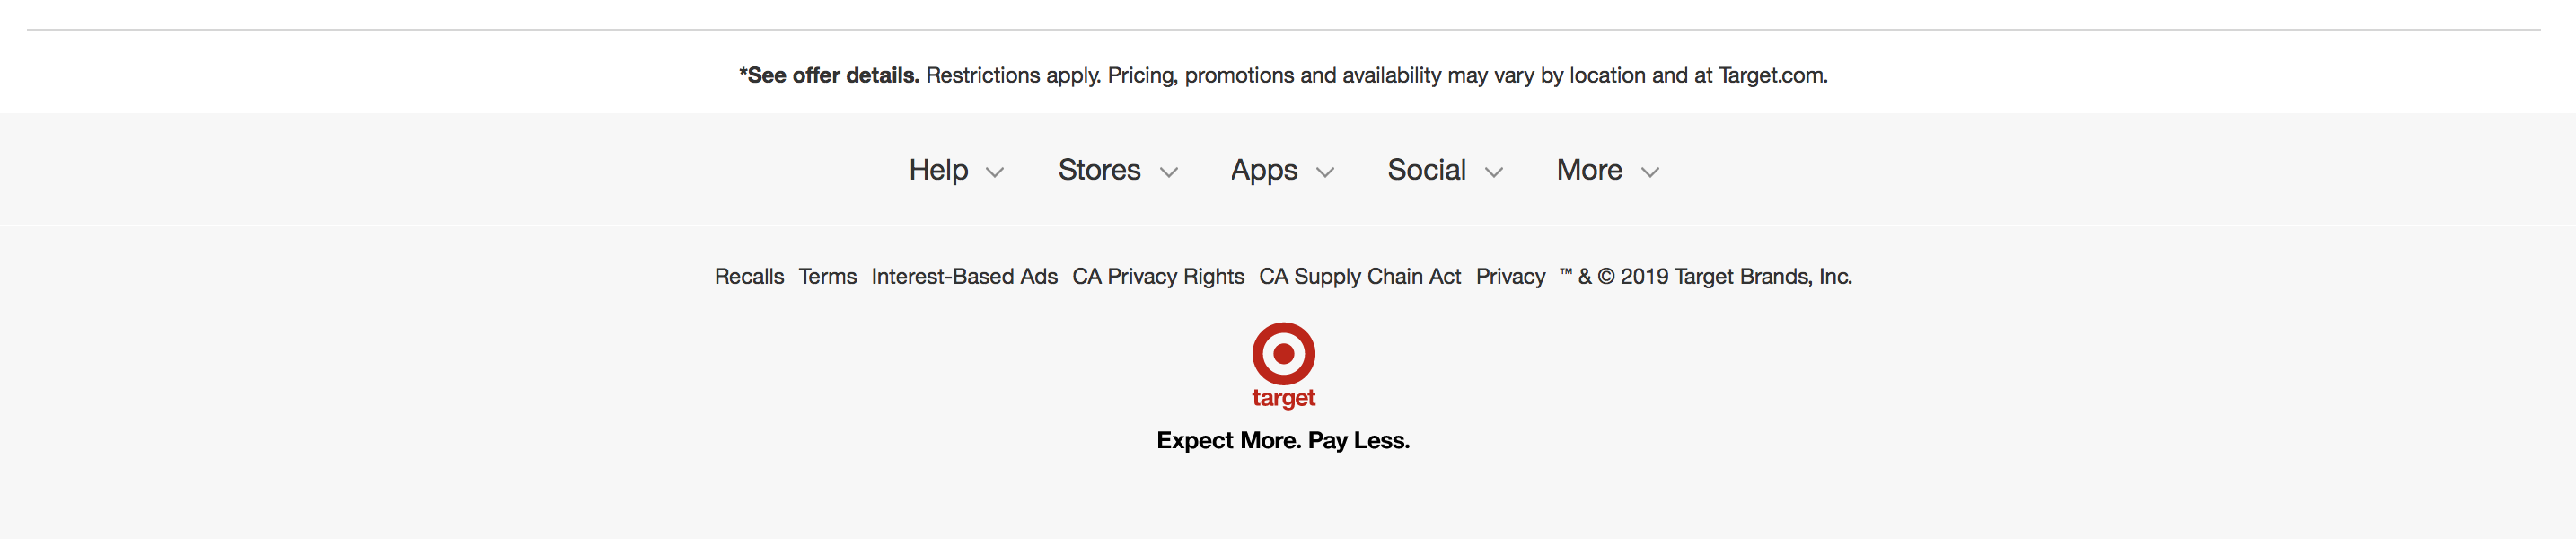 *See offer details. Restrictions apply. Pricing, promotions and availability may vary by location and at Target.com.
Help Stores Apps Social More
Recalls Terms Interest-Based Ads CA Privacy Rights CA Supply Chain Act Privacy ™ & © 2019 Target Brands, Inc.
target
Expect More. Pay Less.